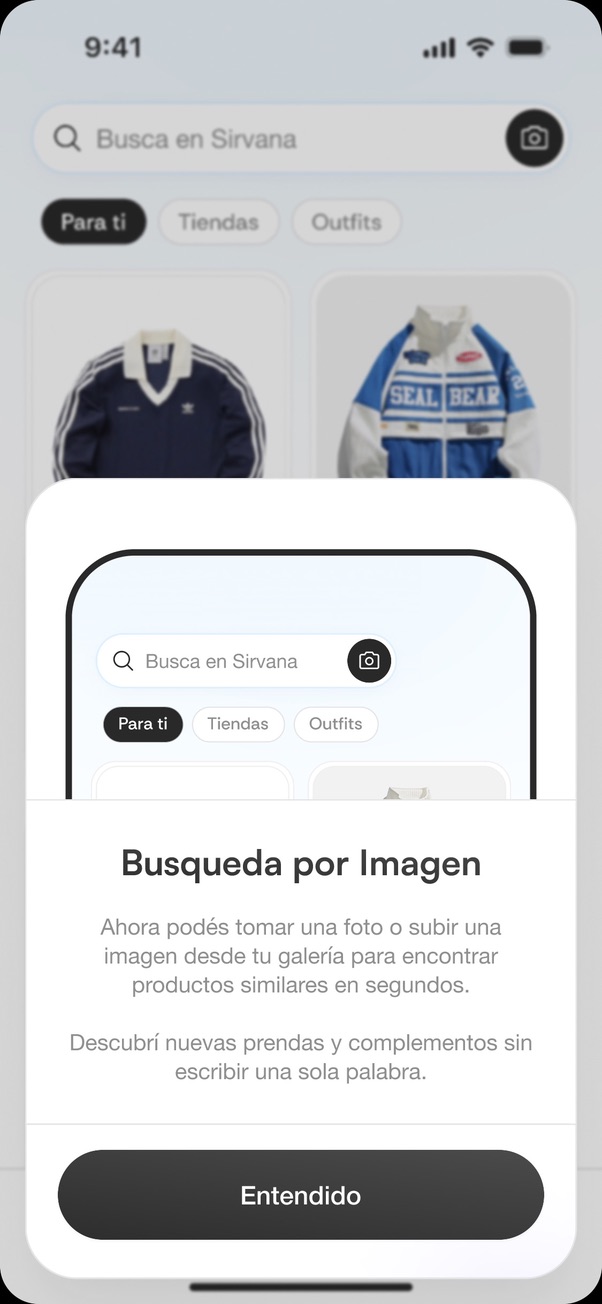 9:41
Busca en Sirvana
Para ti
Tiendas
Outfits
SEAL BEAR
Busca en Sirvana
Para ti
Tiendas
Outfits
Busqueda por Imagen
Ahora podés tomar una foto o subir una
imagen desde tu galería para encontrar
productos similares en segundos.
Descubrí nuevas prendas y complementos sin
escribir una sola palabra.
Entendido